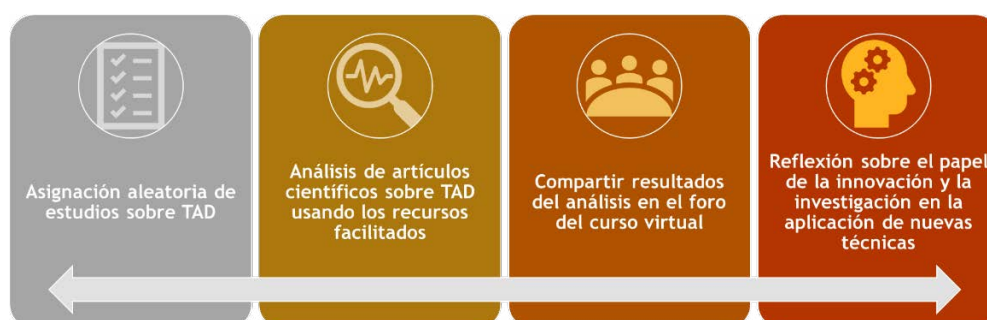 Asignación aleatoria de
estudios sobre TAD
Análisis de artículos
científicos sobre TAD
usando los recursos
facilitados
Compartir resultados
del análisis en el foro
del curso virtual
Reflexión sobre el papel
de la innovación y la
investigación en la
aplicación de nuevas
técnicas